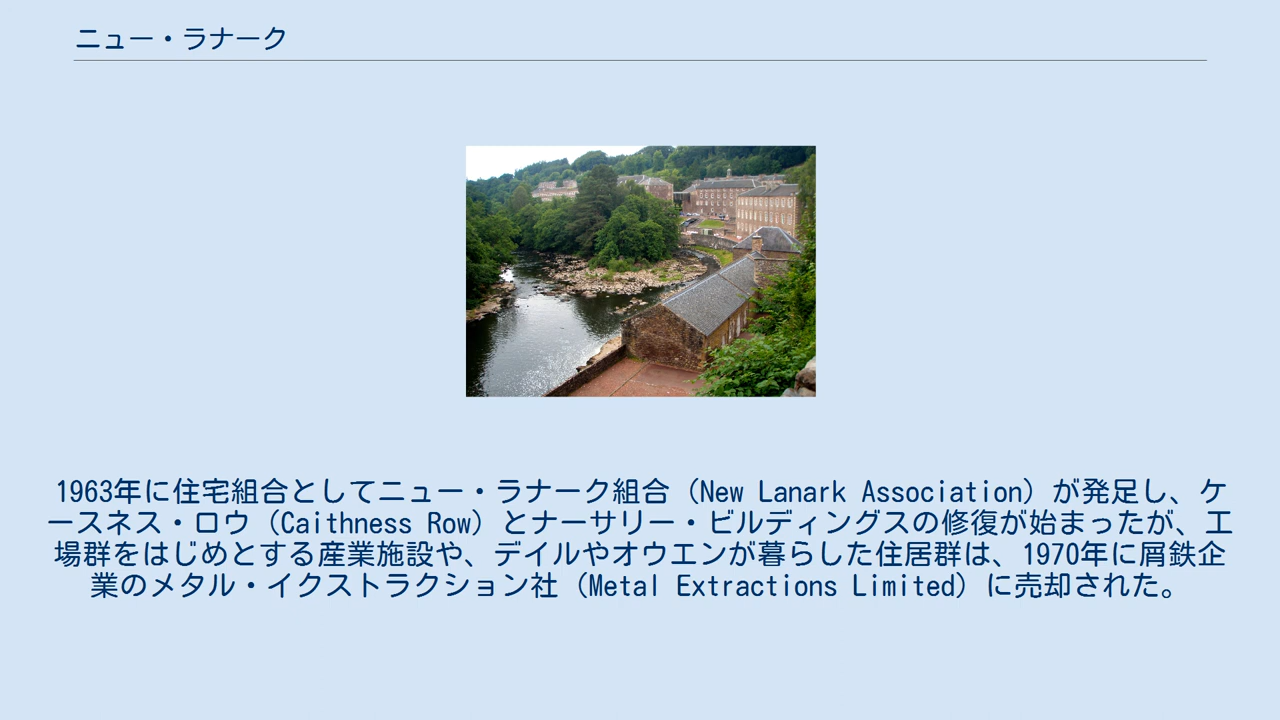 ニュー・ラナーク
1963年に住宅組合としてニュー・ラナーク組合（New Lanark Association）が発足し、ケ
ースネス・ロウ（Caithness Row）とナーサリー・ビルディングスの修復が始まったが、工
場群をはじめとする産業施設や、デイルやオウエンが暮らした住居群は、1970年に屑鉄企
業のメタル・イクストラクション社（Metal Extractions Limited）に売却された。